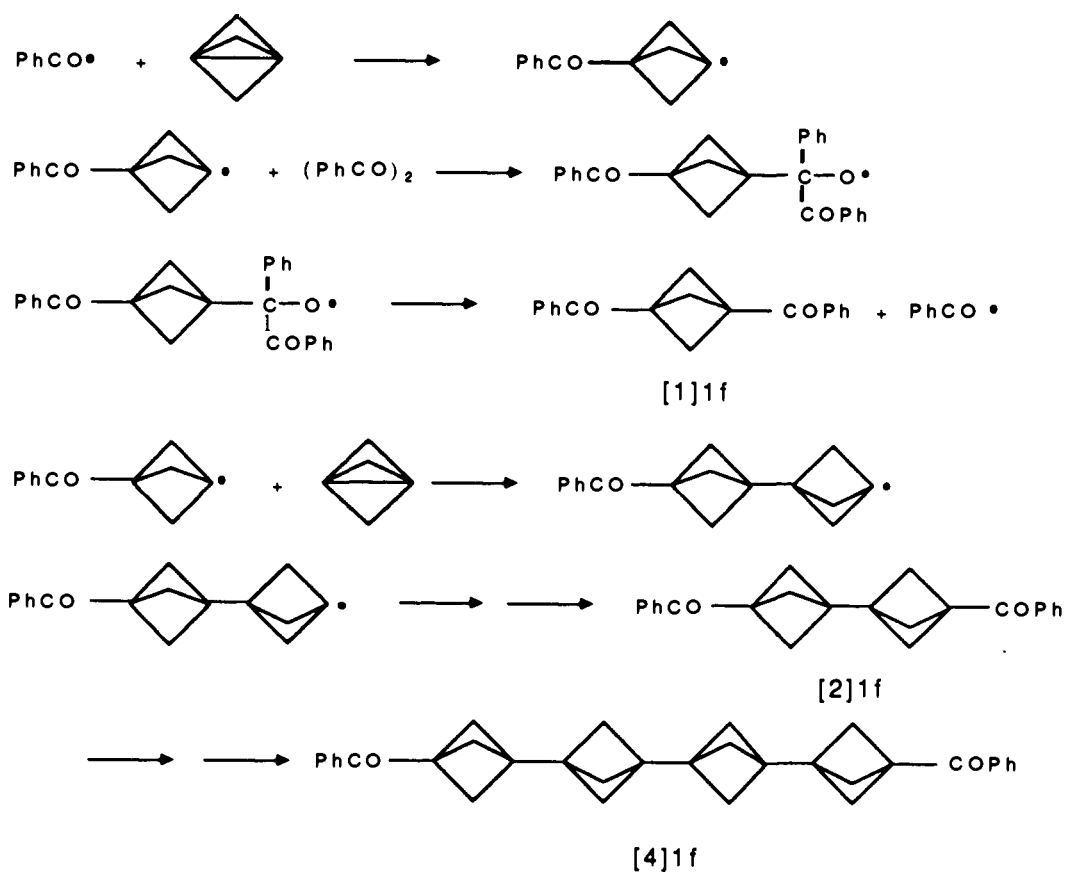 PhCO• +
PhCO •
PhCO • + (PhCO)2
PhCO Ph C O• COPh
PhCO Ph C O• COPh
PhCO COPh + PhCO •
[1]1f
PhCO • +
PhCO •
PhCO •
PhCO COPh
[2]1f
PhCO COPh
[4]1f